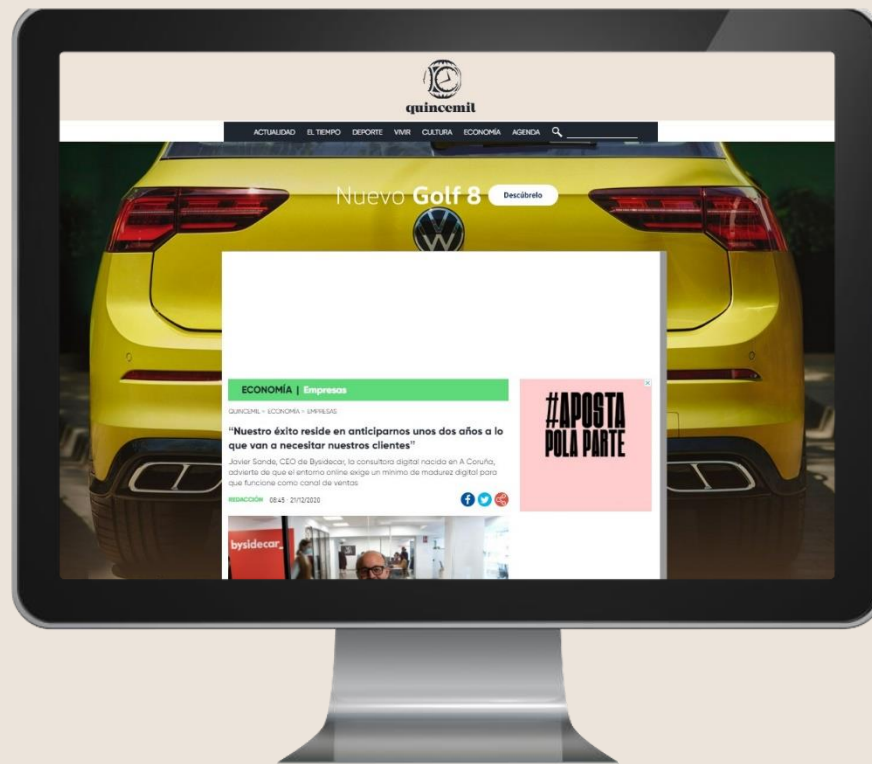 quincemil
ACTUALIDAD EL TIEMPO DEPORTE VIVIR CULTURA ECONOMÍA AGENDA
Nuevo Golf 8 Descúbrelo
ECONOMÍA | Empresas
QUINCEMIL > ECONOMÍA > EMPRESAS
“Nuestro éxito reside en anticiparnos unos dos años a lo
que van a necesitar nuestros clientes”
Javier Sande, CEO de Bysidecar, la consultora digital nacida en A Coruña,
advierte de que el entorno online exige un mínimo de madurez digital para
que funcione como canal de ventas
REDACCIÓN 08:45 - 21/12/2020
#APOSTA
POLA PARTE
bysidecar_